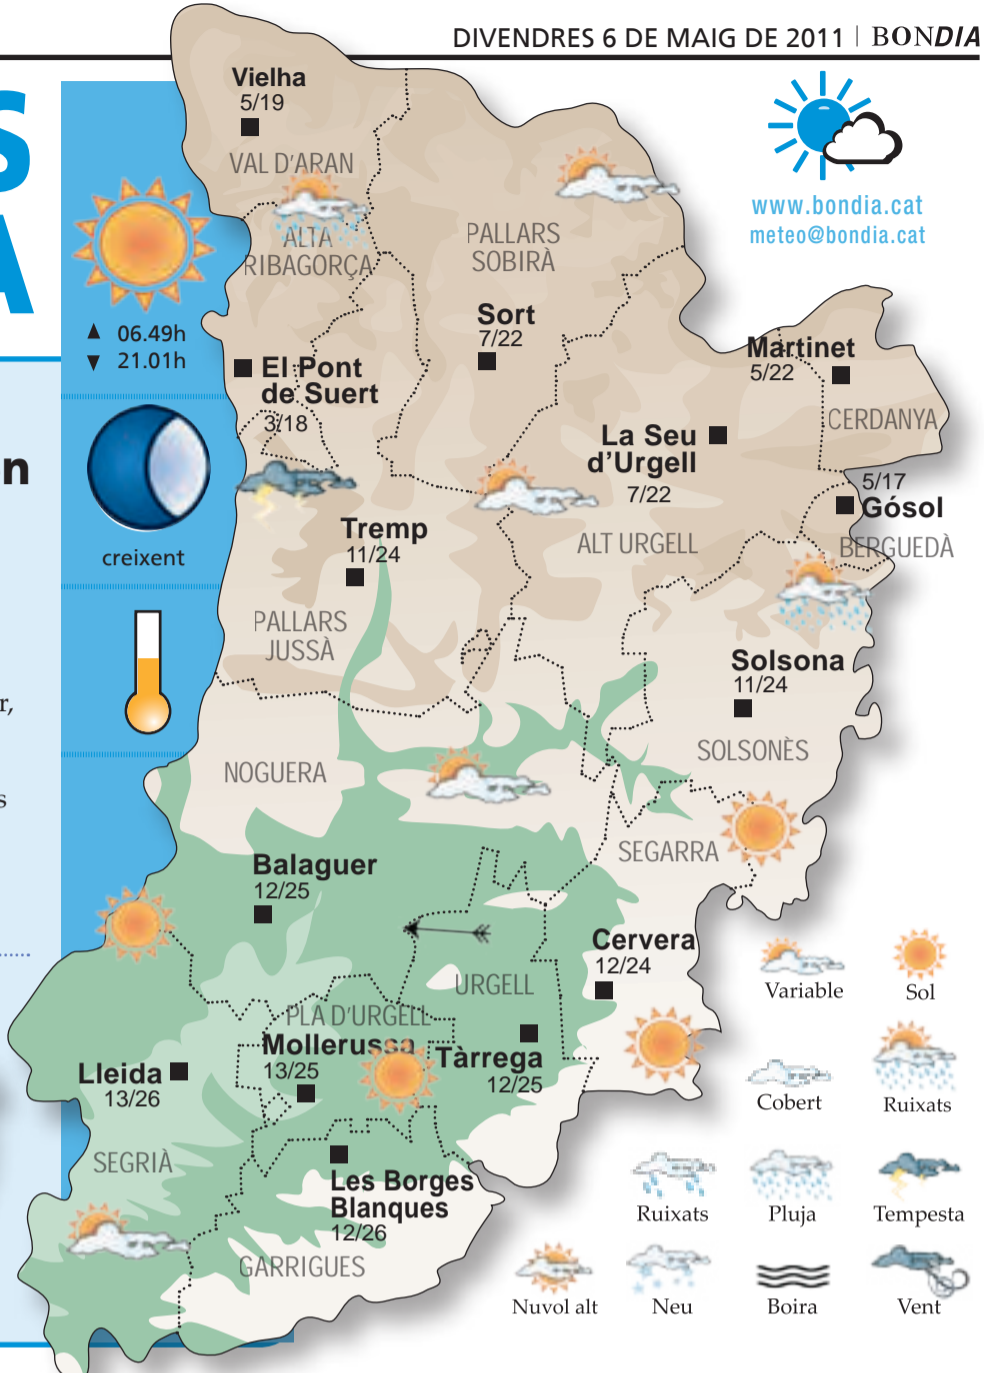 DIVENDRES 6 DE MAIG DE 2011 | BONDIA
S
A
n
r,
s
www.bondia.cat
meteo@bondia.cat
06.49h
21.01h
creixent
Vielha
5/19
VAL D'ARAN
ALTA
RIBAGORÇA
PALLARS
SOBIRÀ
Sort
7/22
El Pont
de Suert
3/18
Martinet
5/22
CERDANYA
La Seu
d'Urgell
7/22
5/17
Gósol
BERGUEDÀ
ALT URGELL
Tremp
11/24
PALLARS
JUSSÀ
Solsona
11/24
SOLSONÈS
NOGUERA
SEGARRA
Balaguer
12/25
Cervera
12/24
URGELL
PLA D'URGELL
Mollerussa
13/25
Tàrrega
12/25
Lleida
13/26
SEGRIÀ
Les Borges
Blanques
12/26
GARRIGUES
Variable
Sol
Cobert
Ruixats
Ruixats
Pluja
Tempesta
Nuvol alt
Neu
Boira
Vent